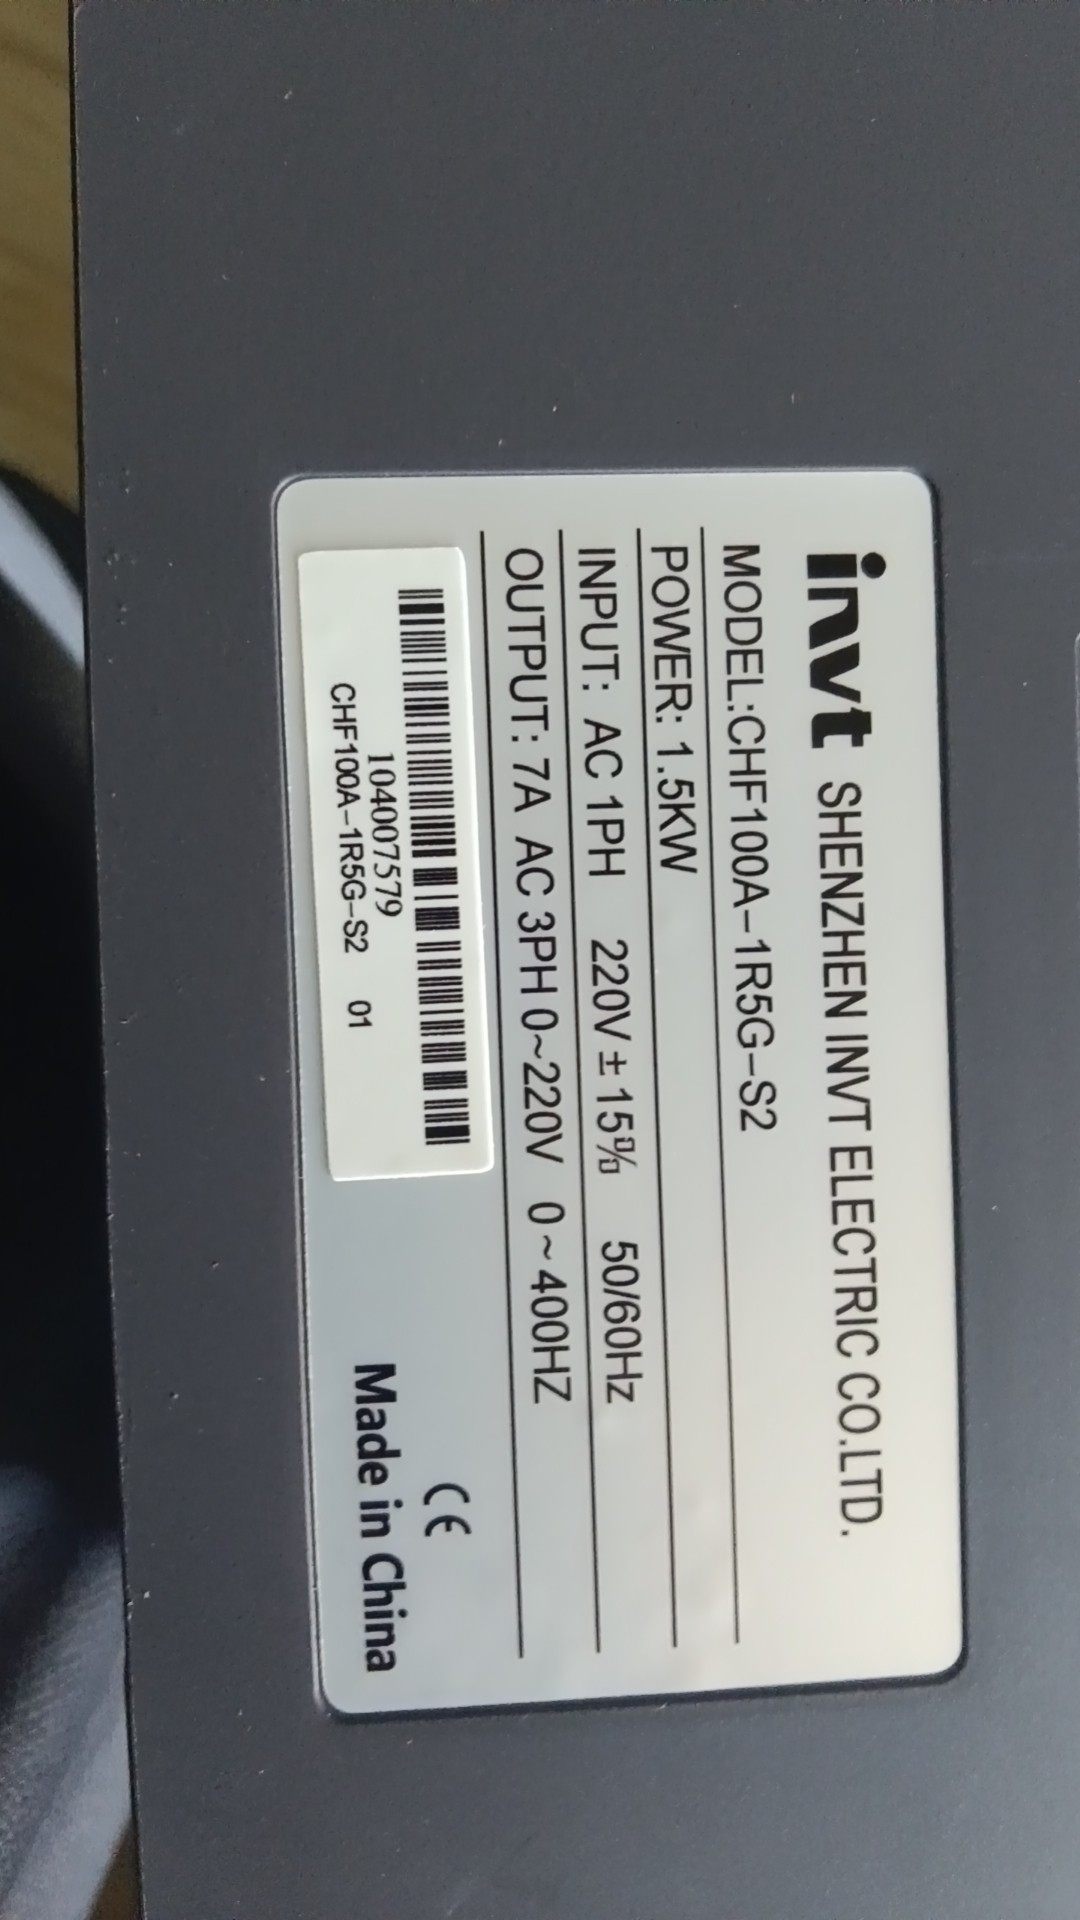 invt SHENZHEN INVT ELECTRIC CO.LTD.
MODEL:CHF100A-1R5G-S2
POWER: 1.5KW
INPUT: AC 1PH 220V±15% 50/60Hz
OUTPUT: 7A AC 3PH 0~220V 0~400HZ
104007579
CHF100A-1R5G-S2 01
CE
Made in China